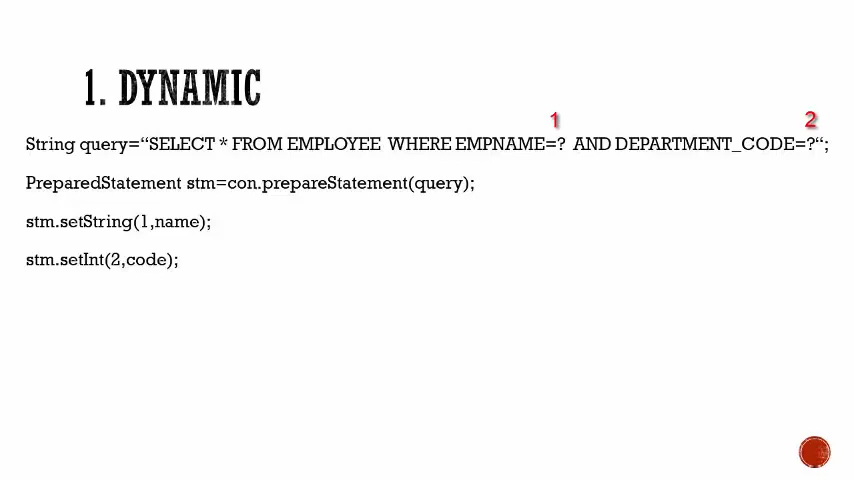 1. DYNAMIC
1 2
String query=“SELECT * FROM EMPLOYEE WHERE EMPNAME=? AND DEPARTMENT_CODE=?“;
PreparedStatement stm=con.prepareStatement(query);
stm.setString(1,name);
stm.setInt(2,code);